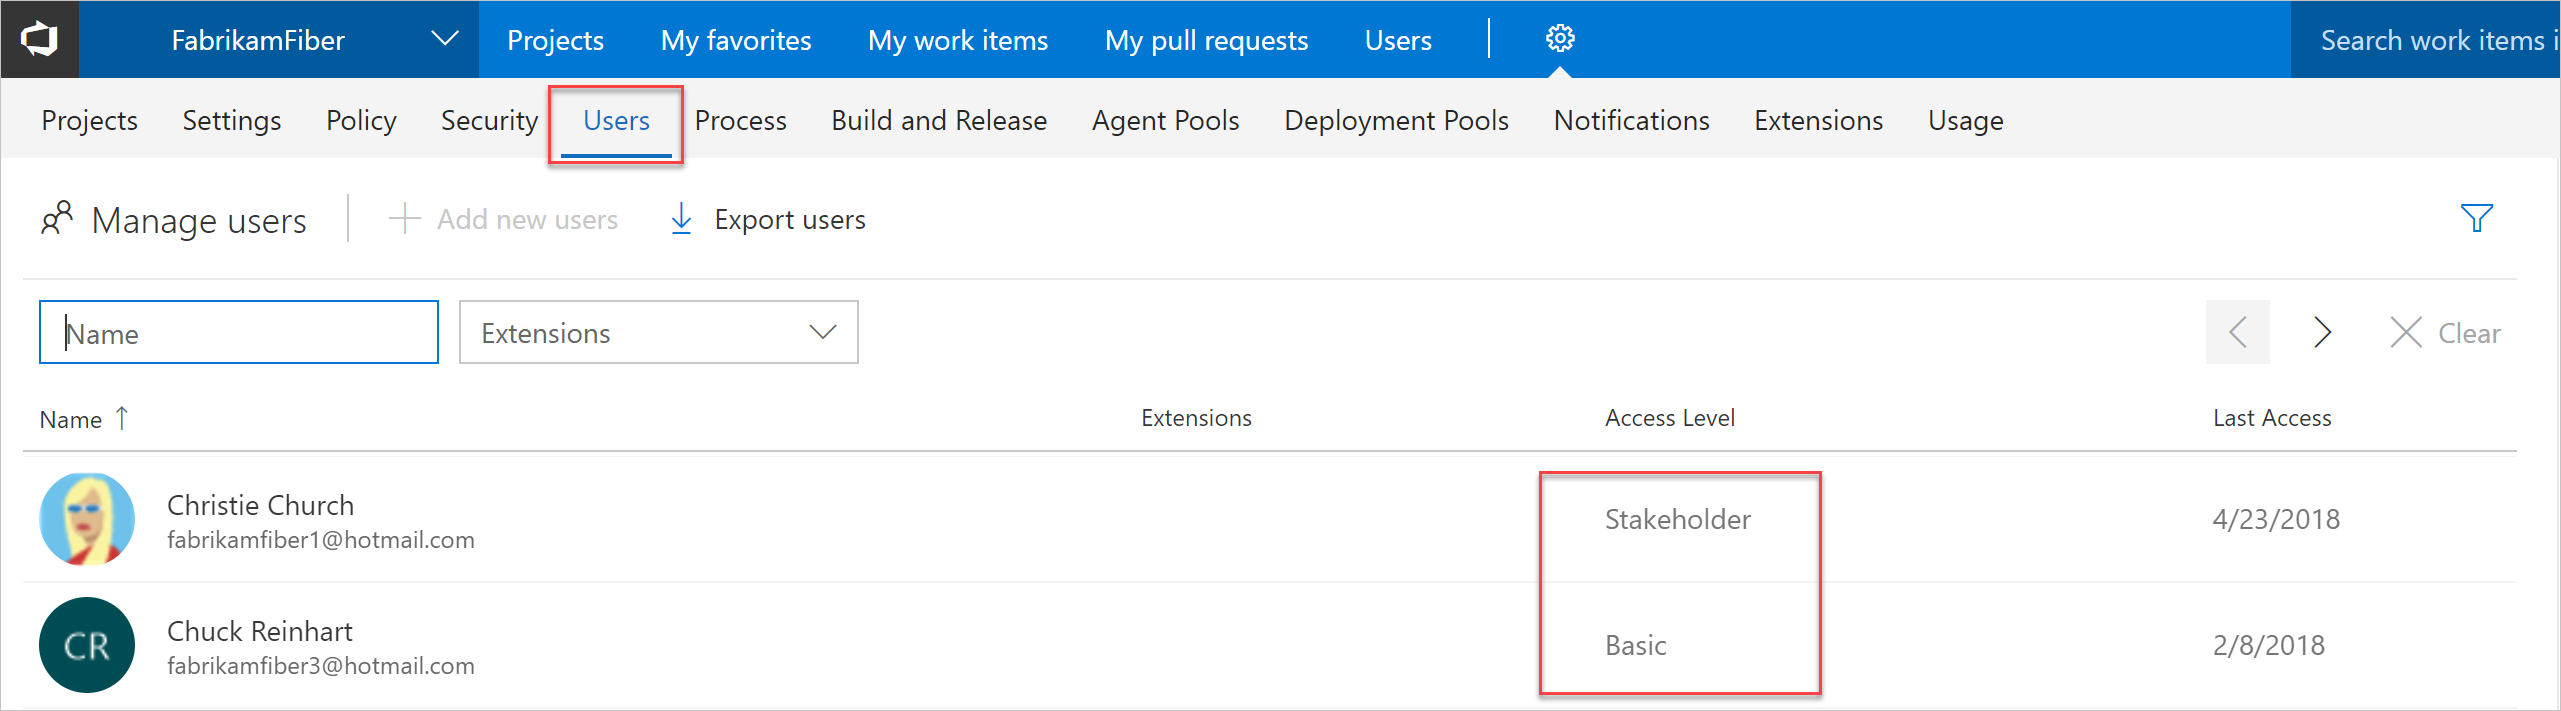 FabrikamFiber Projects My favorites My work items My pull requests Users Search work items i
Projects Settings Policy Security Users Process Build and Release Agent Pools Deployment Pools Notifications Extensions Usage
Manage users Add new users Export users
Name Extensions Clear
Name Extensions Access Level Last Access
Christie Church Stakeholder 4/23/2018
fabrikamfiber1@hotmail.com
CR Chuck Reinhart Basic 2/8/2018
fabrikamfiber3@hotmail.com